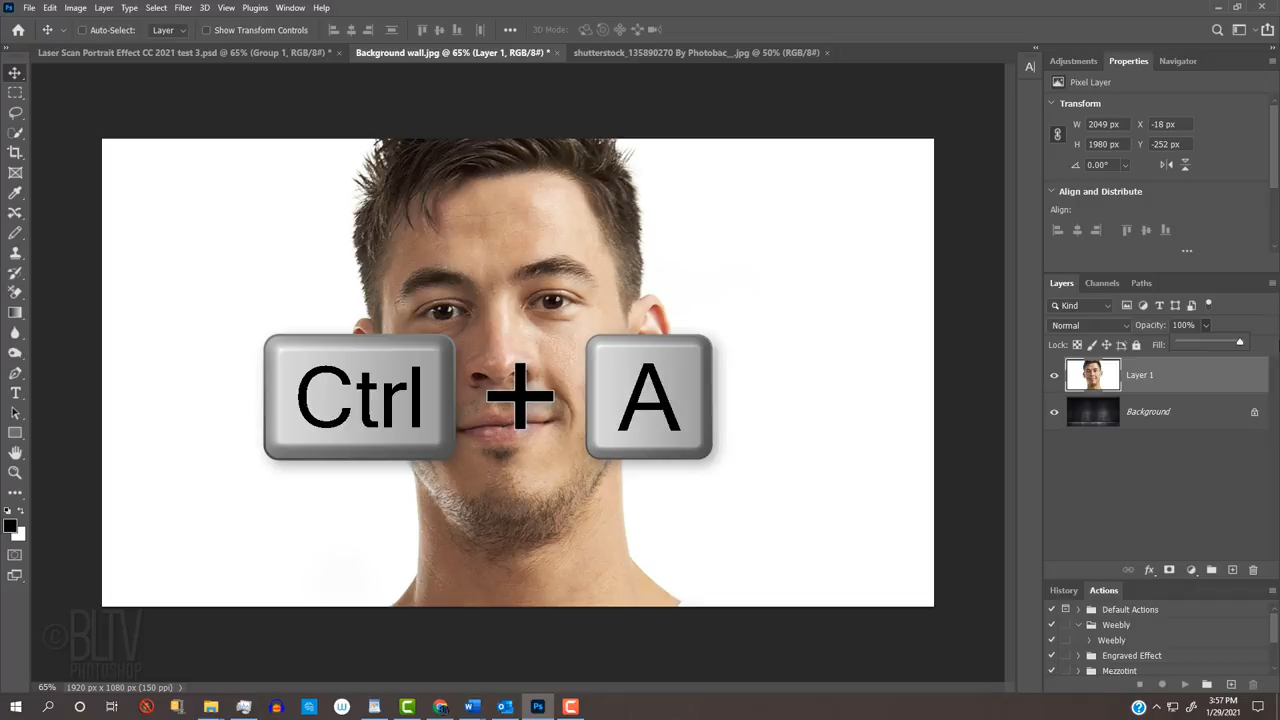 File Edit Image Layer Type Select Filter 3D View Plugins Window Help
Auto-Select: Layer Show Transform Controls 3D Mode:
Laser Scan Portrait Effect CC 2021 test 3.psd @ 65% (Group 1, RGB/8#) * × Background wall.jpg @ 65% (Layer 1, RGB/8#) * × shutterstock_135890270 By Photobac_.jpg @ 50% (RGB/8#) ×
Adjustments Properties Navigator
Pixel Layer
Transform
W 2049 px X -18 px
H 1980 px Y -252 px
0.00°
Align and Distribute
Align:
Layers Channels Paths
Kind
Normal Opacity: 100%
Lock: Fill:
Layer 1
Background
Ctrl + A
History Actions
Default Actions
Weebly
Weebly
Engraved Effect
Mezzotint
©BLTV
PHOTOSHOP
65% 1920 px x 1080 px (150 ppi)
3:57 PM
1/29/2021